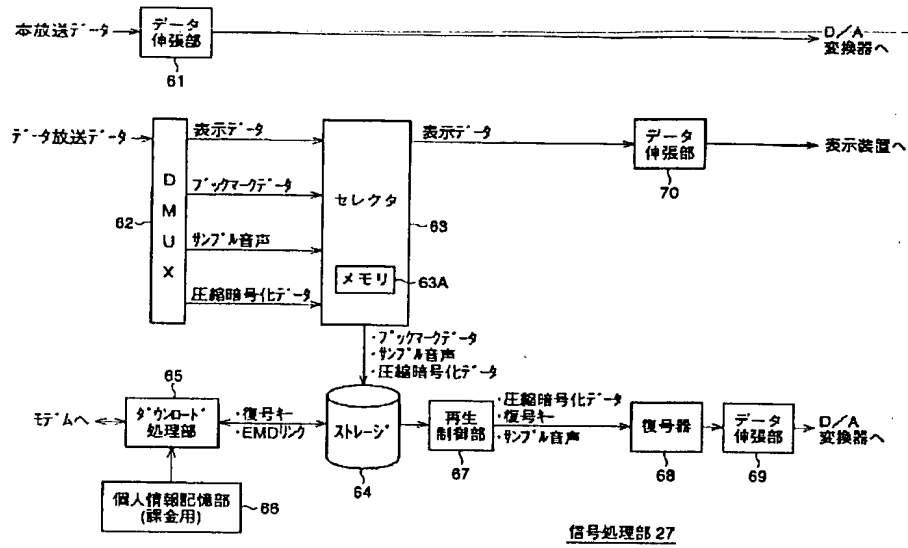 本放送データ
データ
伸張部
61
D/A
変換器へ
データ放送データ
62
DMUX
表示データ
ブックマークデータ
サンプル音声
圧縮暗号化データ
セレクタ
63
メモリ
63A
表示データ
データ
伸張部
70
表示装置へ
・ブックマークデータ
・サンプル音声
・圧縮暗号化データ
モデムへ
65
ダウンロード
処理部
・復号キー
・EMDリンク
ストレージ
64
再生
制御部
67
・圧縮暗号化データ
・復号キー
・サンプル音声
復号器
68
データ
伸張部
69
D/A
変換器へ
個人情報記憶部
(課金用)
66
信号処理部27